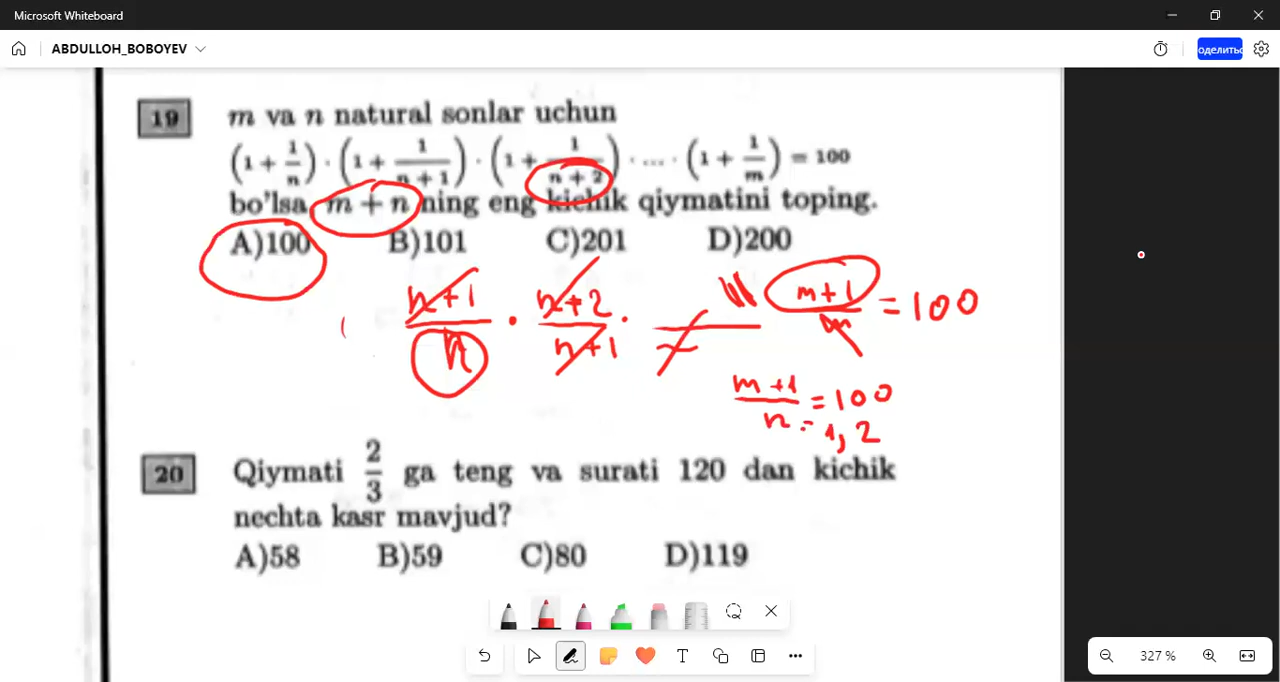 Microsoft Whiteboard
ABDULLOH_BOBOYEV
оделитьс
19 m va n natural sonlar uchun
(1 + 1/n) · (1 + 1/(n + 1)) · (1 + 1/(n + 2)) · ... · (1 + 1/m) = 100
bo'lsa m + n ning eng kichik qiymatini toping.
A)100 B)101 C)201 D)200
(n+1)/n · (n+2)/(n+1) · (m+1)/m = 100
(m+1)/n = 100
= 1, 2
20 Qiymati 2/3 ga teng va surati 120 dan kichik
nechta kasr mavjud?
A)58 B)59 C)80 D)119
T
327 %